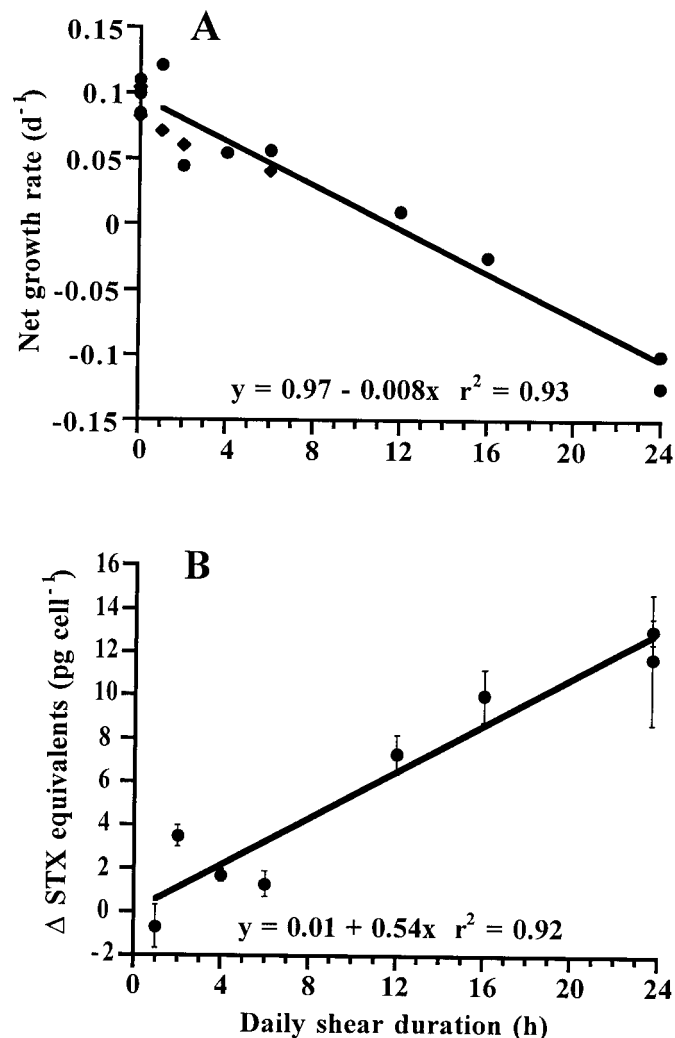 A
Net growth rate (d⁻¹)
0.15
0.1
0.05
0
-0.05
-0.1
-0.15
y = 0.97 - 0.008x r² = 0.93
0 4 8 12 16 20 24
B
Δ STX equivalents (pg cell⁻¹)
16
14
12
10
8
6
4
2
0
-2
y = 0.01 + 0.54x r² = 0.92
0 4 8 12 16 20 24
Daily shear duration (h)